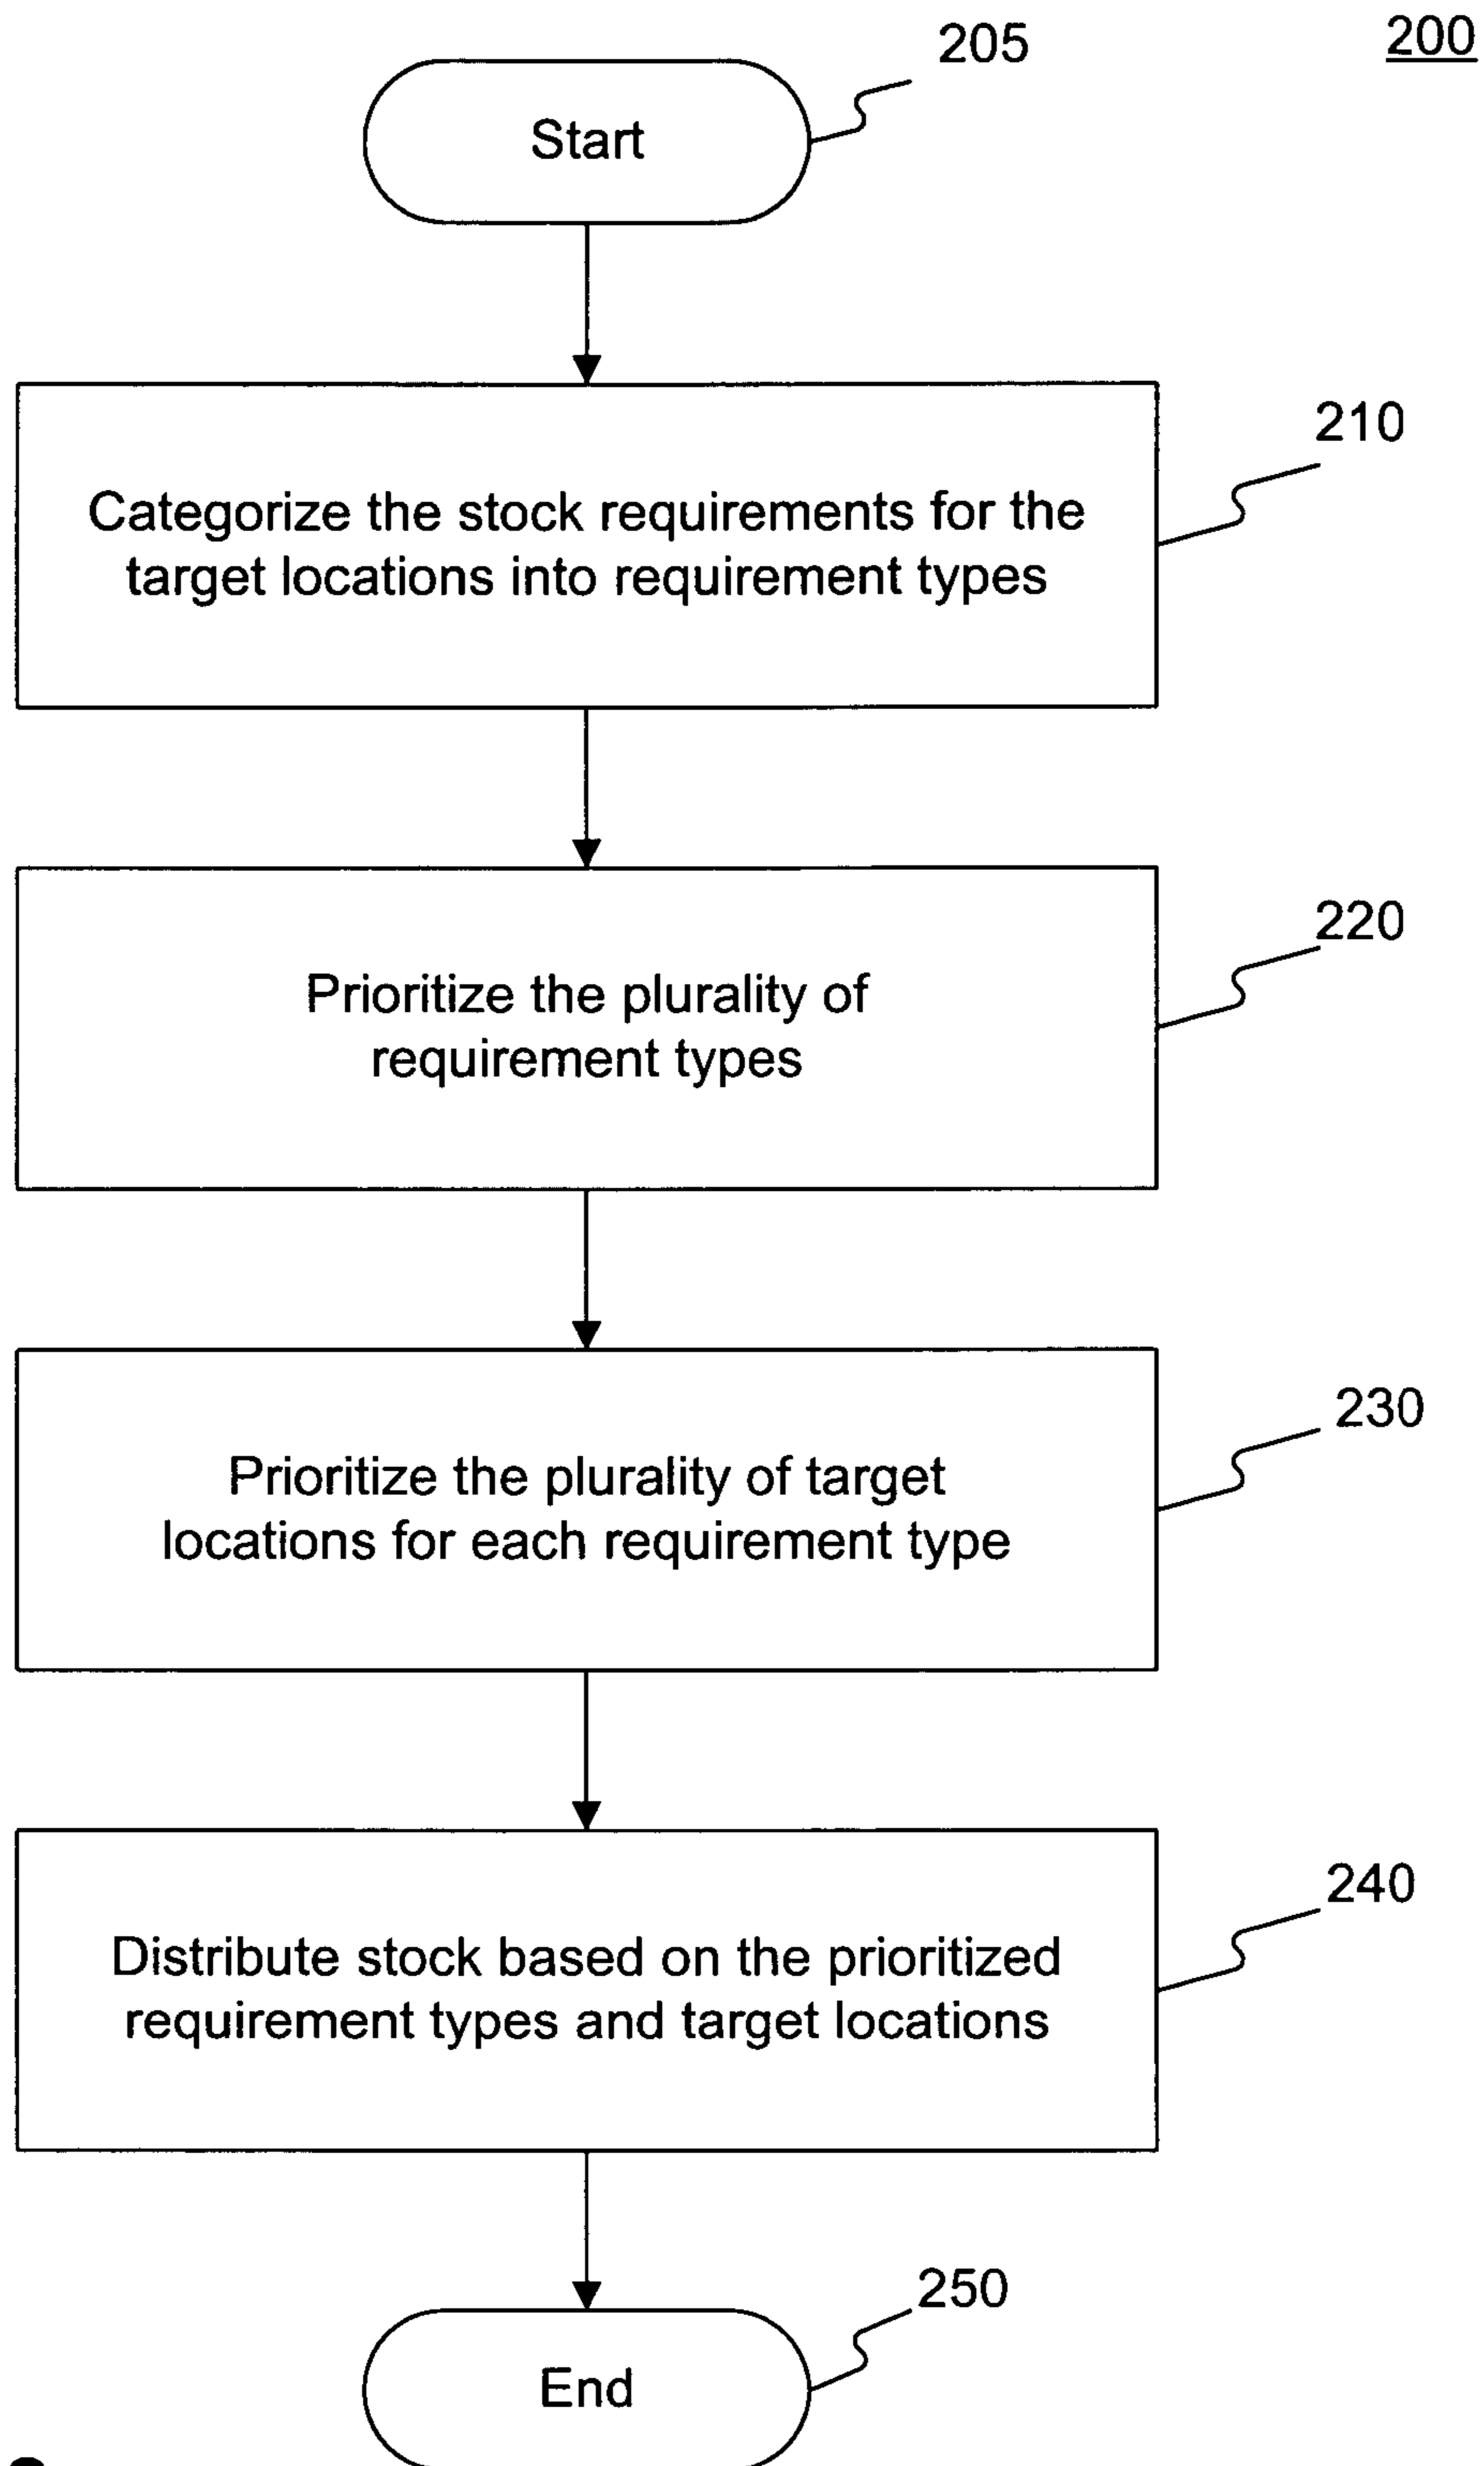 200
205
Start
210
Categorize the stock requirements for the
target locations into requirement types
220
Prioritize the plurality of
requirement types
230
Prioritize the plurality of target
locations for each requirement type
240
Distribute stock based on the prioritized
requirement types and target locations
250
End